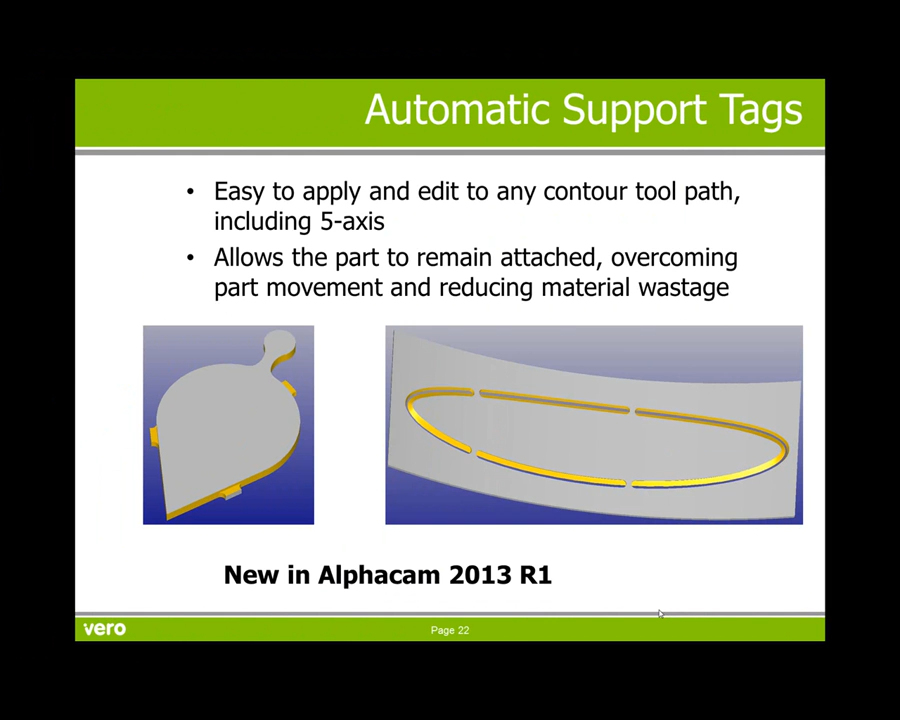 Automatic Support Tags
• Easy to apply and edit to any contour tool path,
including 5-axis
• Allows the part to remain attached, overcoming
part movement and reducing material wastage
New in Alphacam 2013 R1
vero
Page 22